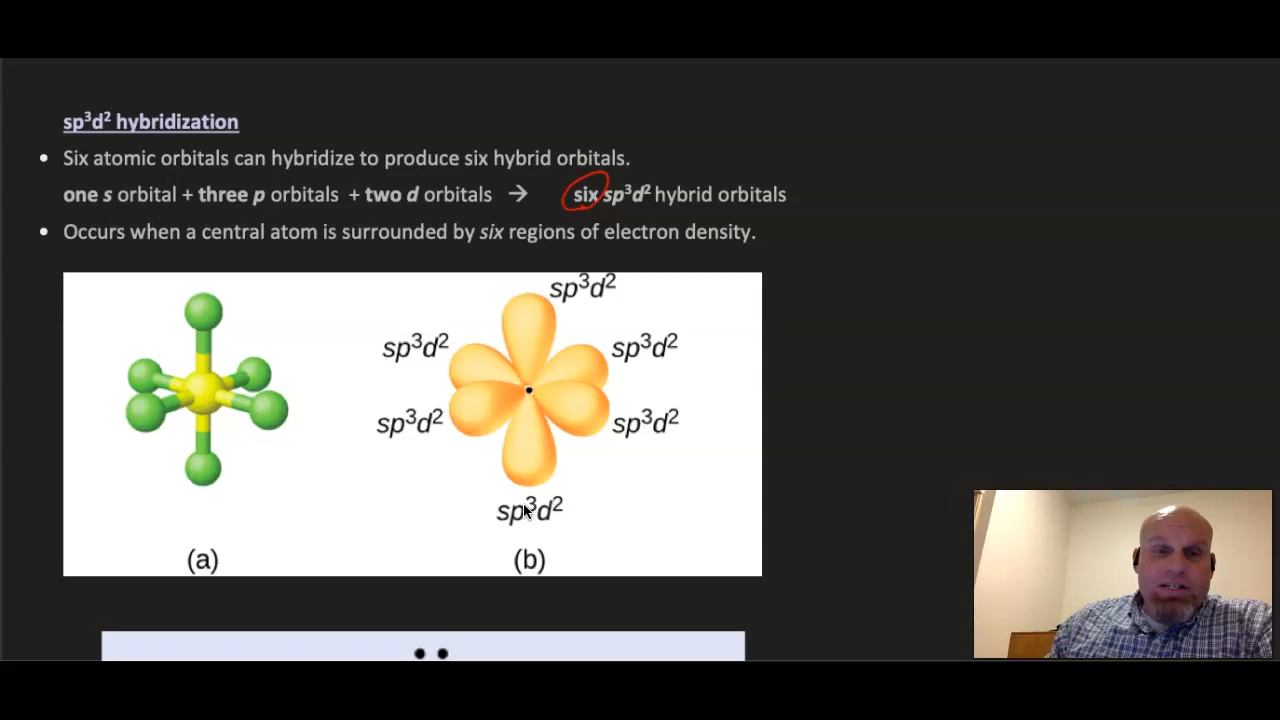 sp³d² hybridization
• Six atomic orbitals can hybridize to produce six hybrid orbitals.
one s orbital + three p orbitals + two d orbitals → six sp³d² hybrid orbitals
• Occurs when a central atom is surrounded by six regions of electron density.
sp³d²
sp³d² sp³d²
sp³d² sp³d²
sp³d²
(a) (b)